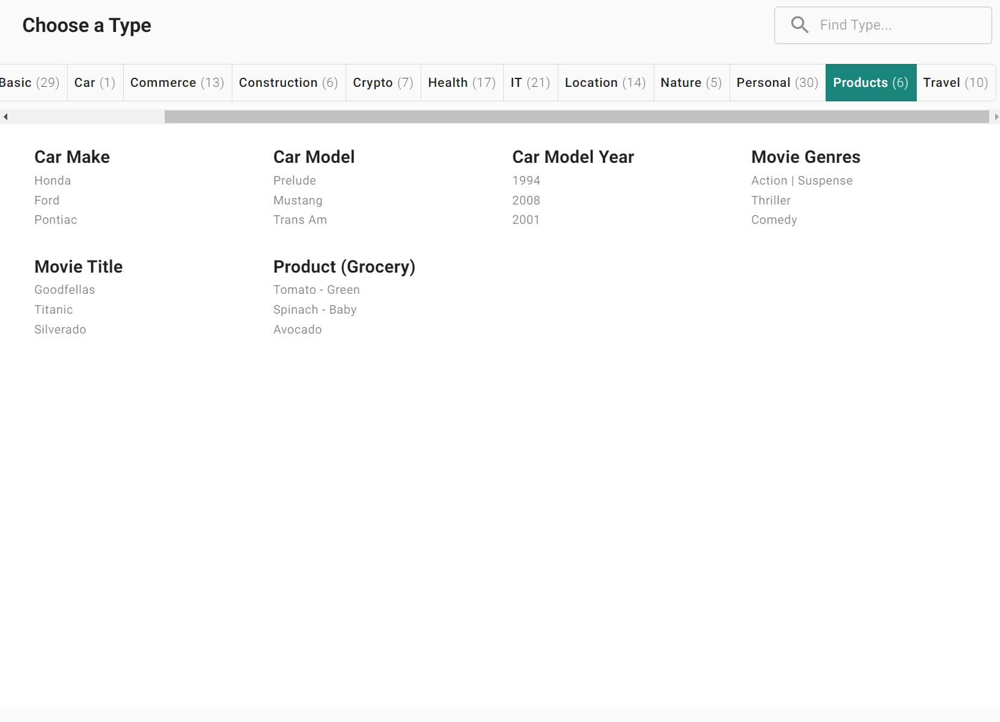 Choose a Type
Find Type...
Basic (29) Car (1) Commerce (13) Construction (6) Crypto (7) Health (17) IT (21) Location (14) Nature (5) Personal (30) Products (6) Travel (10)
Car Make
Honda
Ford
Pontiac
Car Model
Prelude
Mustang
Trans Am
Car Model Year
1994
2008
2001
Movie Genres
Action | Suspense
Thriller
Comedy
Movie Title
Goodfellas
Titanic
Silverado
Product (Grocery)
Tomato - Green
Spinach - Baby
Avocado